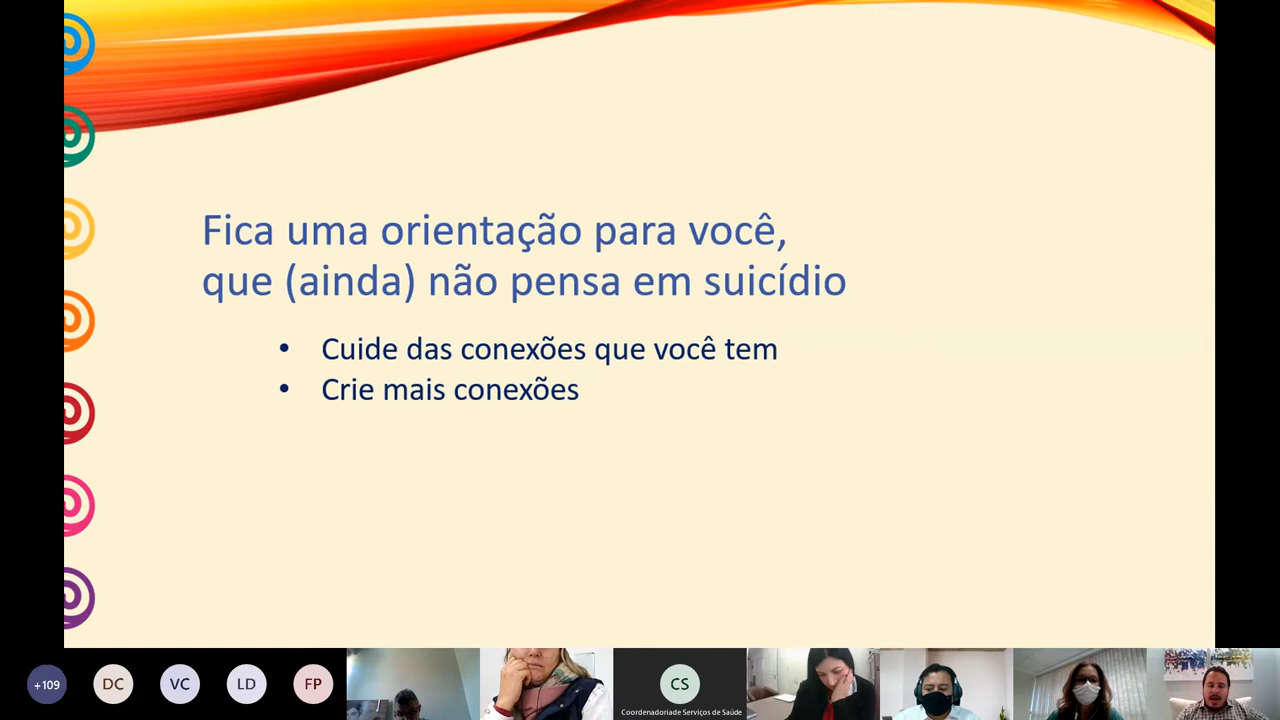 Fica uma orientação para você,
que (ainda) não pensa em suicídio
• Cuide das conexões que você tem
• Crie mais conexões
+109
DC
VC
LD
FP
CS
Coordenadoriade Serviços de Saúde